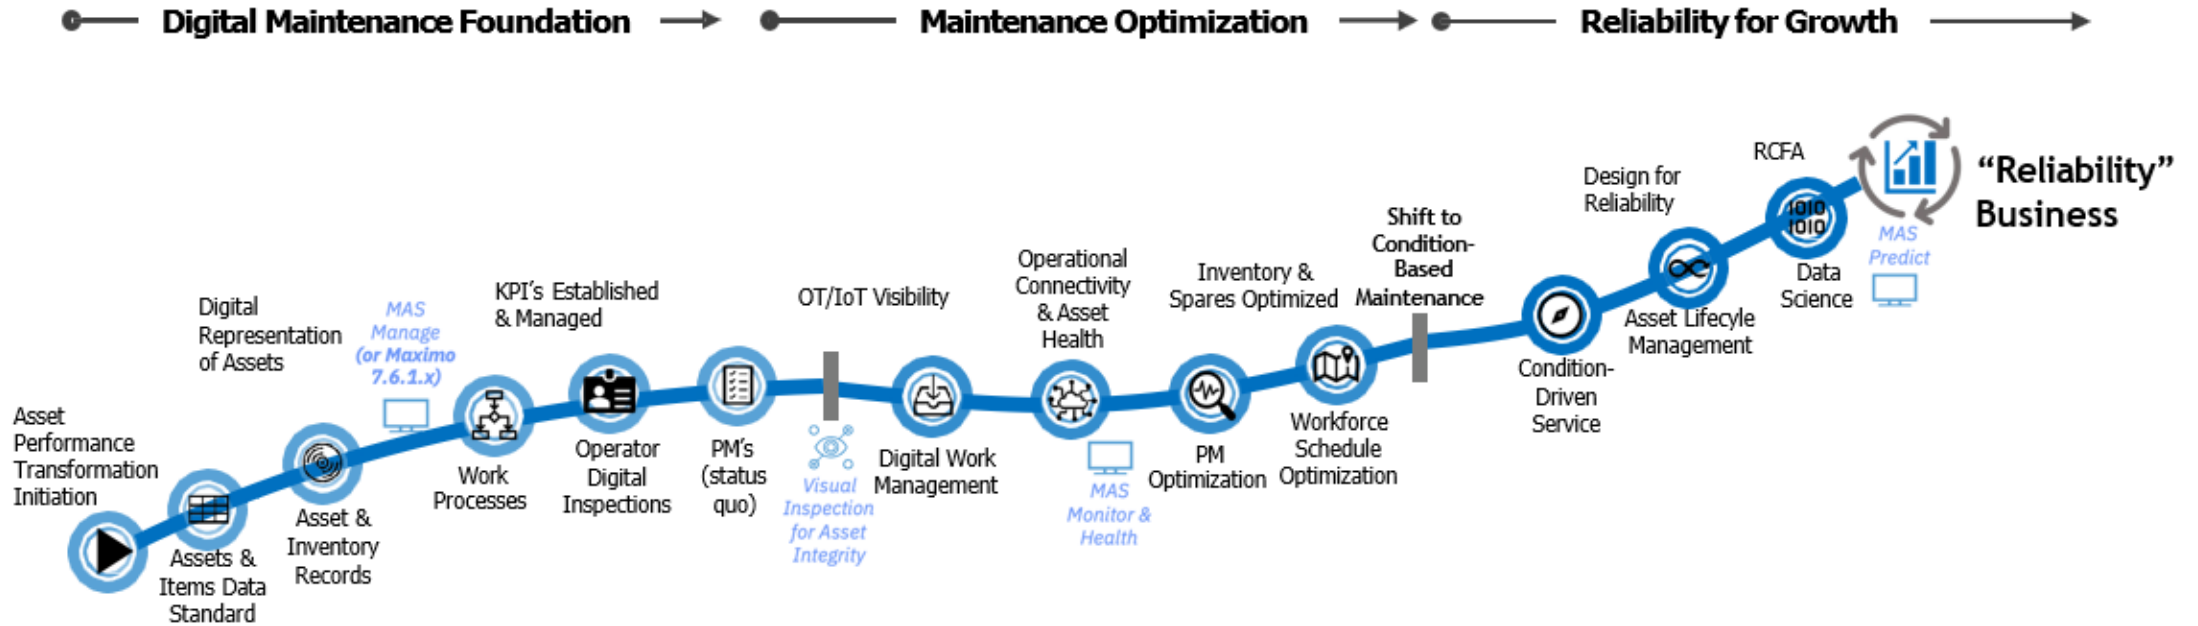 Digital Maintenance Foundation
Maintenance Optimization
Reliability for Growth
Asset
Performance
Transformation
Initiation
Assets &
Items Data
Standard
Digital
Representation
of Assets
Asset &
Inventory
Records
MAS
Manage
(or Maximo
7.6.1.x)
Work
Processes
KPI's Established
& Managed
Operator
Digital
Inspections
PM's
(status
quo)
OT/IoT Visibility
Visual
Inspection
for Asset
Integrity
Digital Work
Management
Operational
Connectivity
& Asset
Health
MAS
Monitor &
Health
PM
Optimization
Inventory &
Spares Optimized
Workforce
Schedule
Optimization
Shift to
Condition-
Based
Maintenance
Condition-
Driven
Service
Design for
Reliability
Asset Lifecyle
Management
RCFA
1010
1010
Data
Science
MAS
Predict
“Reliability”
Business